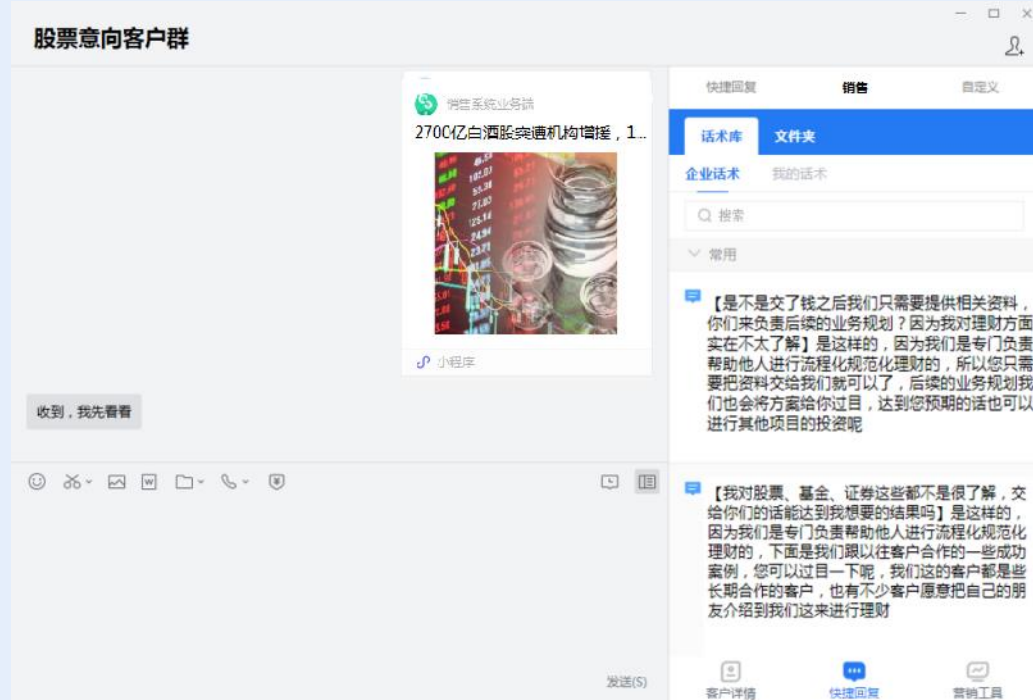 股票意向客户群
销售系统业务端
2700亿白酒股突遭机构增援，1...
小程序
收到，我先看看
发送(S)
快捷回复 销售 自定义
话术库 文件夹
企业话术 我的话术
搜索
常用
【是不是交了钱之后我们只需要提供相关资料，
你们来负责后续的业务规划？因为我对理财方面
实在不太了解】是这样的，因为我们是专门负责
帮助他人进行流程化规范化理财的，所以您只需
要把资料交给我们就可以了，后续的业务规划我
们也会将方案给你过目，达到您预期的话也可以
进行其他项目的投资呢
【我对股票、基金、证券这些都不是很了解，交
给你们的话能达到我想要的结果吗】是这样的，
因为我们是专门负责帮助他人进行流程化规范化
理财的，下面是我们跟以往客户合作的一些成功
案例，您可以过目一下呢，我们这的客户都是些
长期合作的客户，也有不少客户愿意把自己的朋
友介绍到我们这来进行理财
客户详情 快捷回复 营销工具